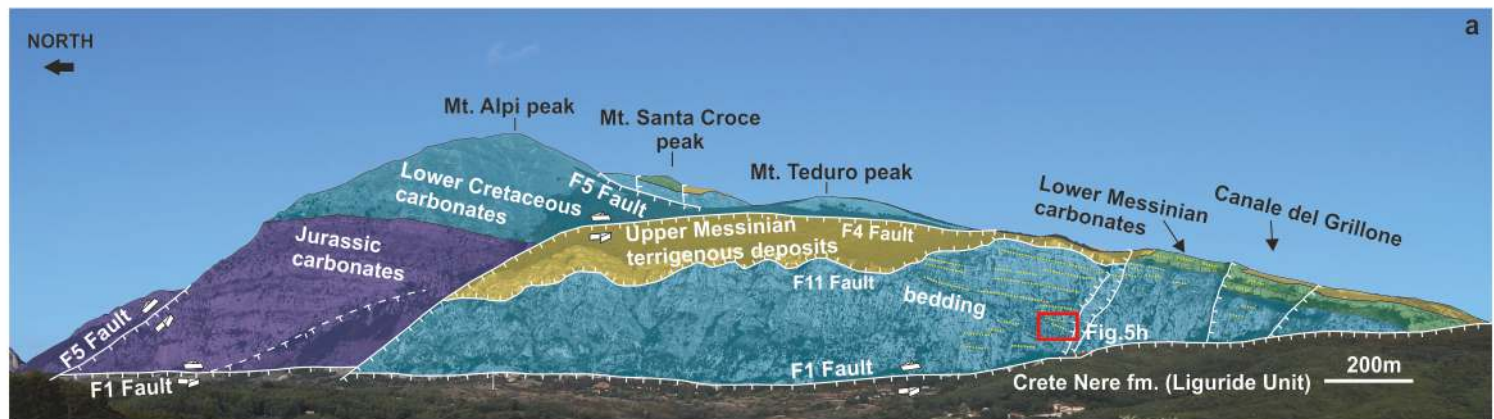 a
NORTH
Mt. Alpi peak
Mt. Santa Croce
peak
Mt. Teduro peak
Lower Messinian
carbonates
Canale del Grillone
Lower Cretaceous
carbonates
F5 Fault
Jurassic
carbonates
Upper Messinian
terrigenous deposits
F4 Fault
F11 Fault
bedding
Fig.5h
F5 Fault
F1 Fault
F1 Fault
Crete Nere fm. (Liguride Unit)
200m